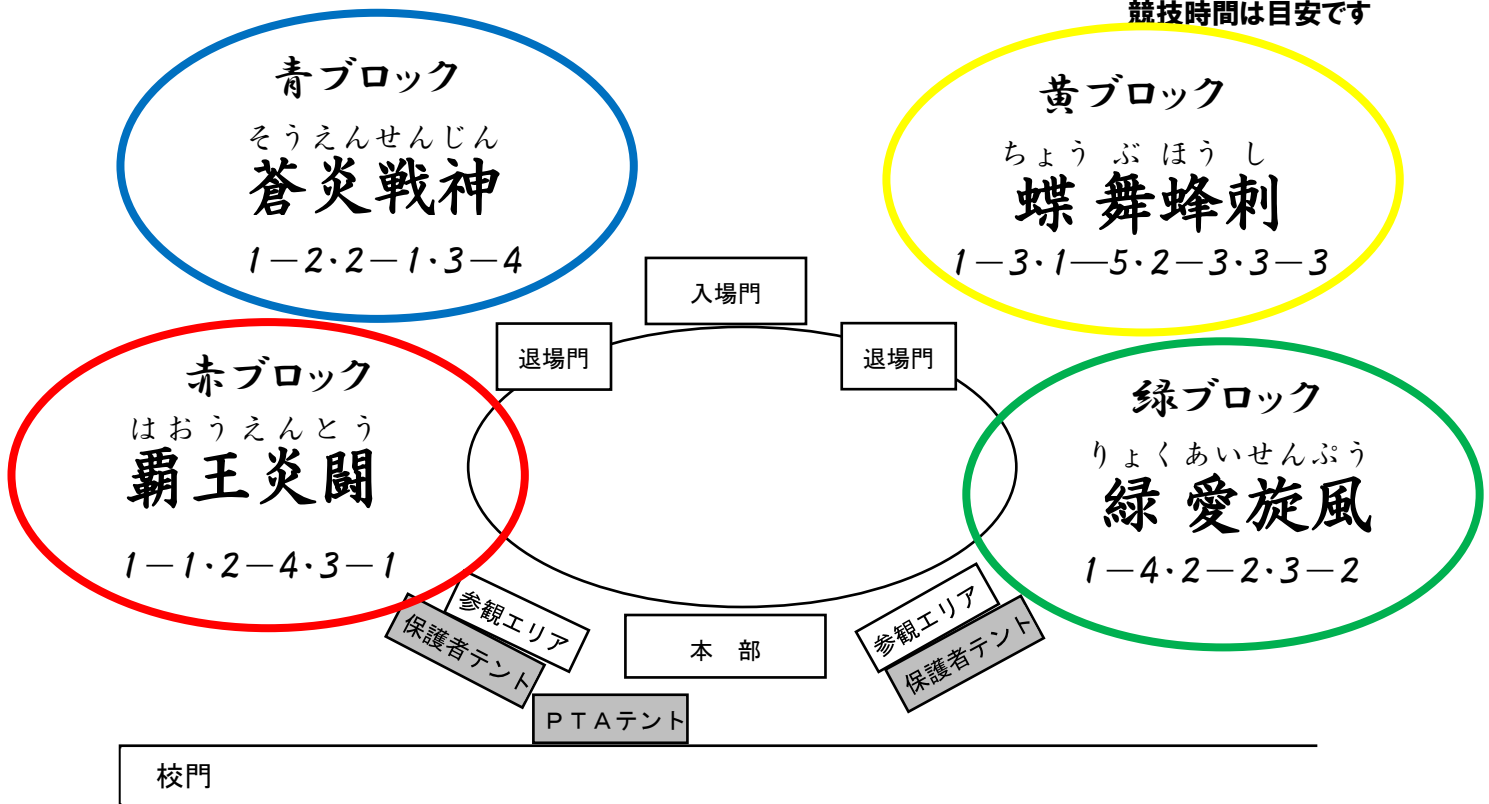 競技時間は目安です
青ブロック
そうえんせんじん
蒼炎戦神
1－2・2－1・3－4
黄ブロック
ちょう ぶ ほう し
蝶 舞蜂刺
1－3・1―5・2－3・3－3
入場門
退場門
退場門
赤ブロック
はおうえんとう
覇王炎闘
1－1・2－4・3－1
緑ブロック
りょくあいせんぷう
緑 愛旋風
1－4・2－2・3－2
参観エリア
保護者テント
本　部
参観エリア
保護者テント
ＰＴＡテント
校門